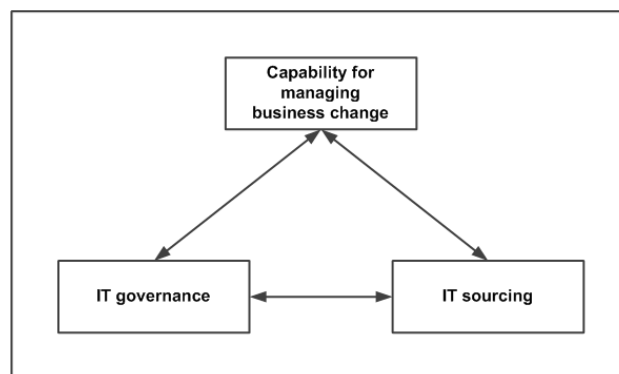 Capability for
managing
business change
IT governance
IT sourcing